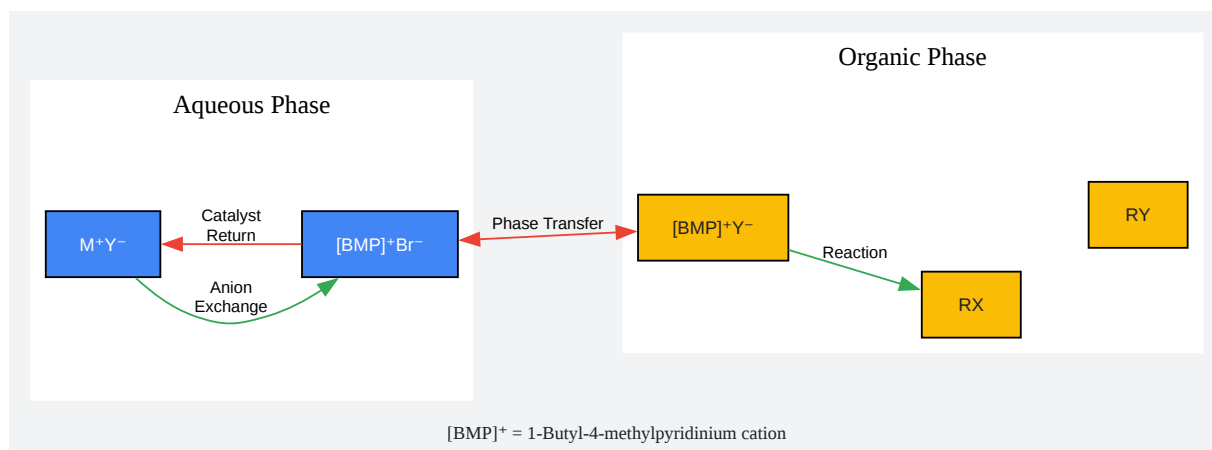 Organic Phase
Aqueous Phase
M⁺Y⁻
Catalyst
Return
Anion
Exchange
[BMP]⁺Br⁻
Phase Transfer
[BMP]⁺Y⁻
Reaction
RX
RY
[BMP]⁺ = 1-Butyl-4-methylpyridinium cation